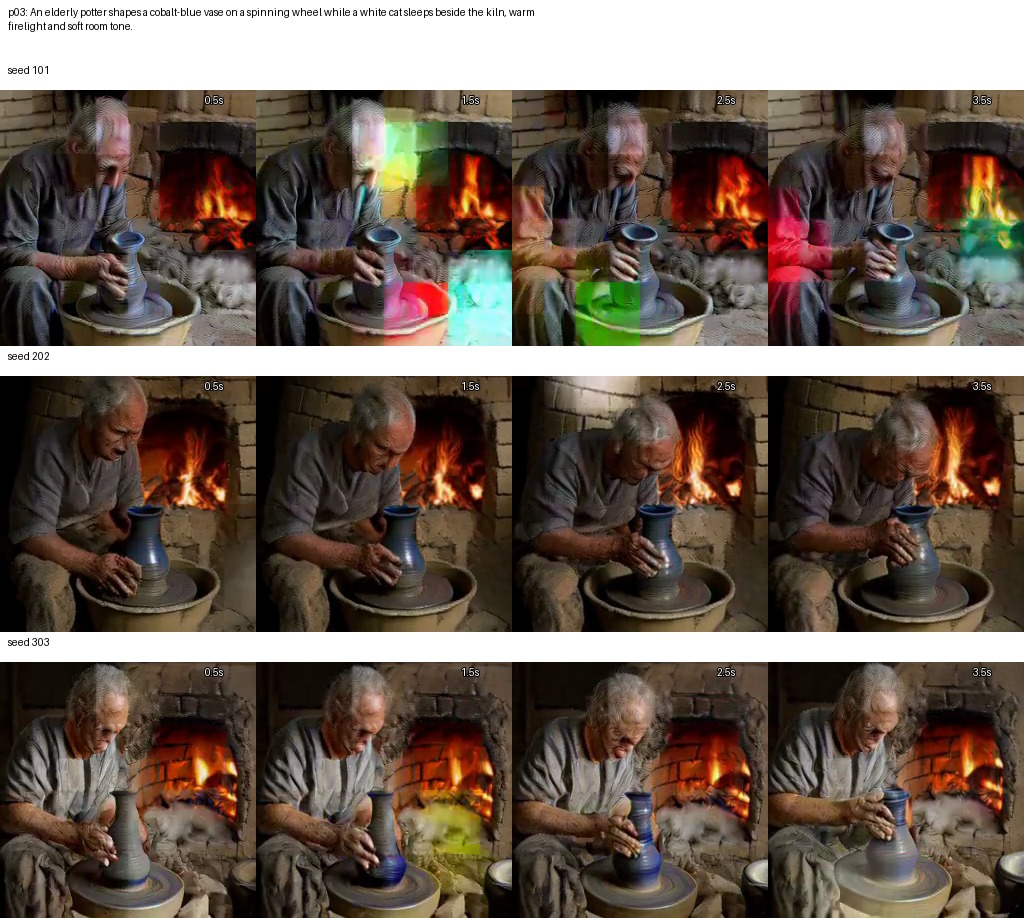 p03: An elderly potter shapes a cobalt-blue vase on a spinning wheel while a white cat sleeps beside the kiln, warm
firelight and soft room tone.
seed 101
0.5s
1.5s
2.5s
3.5s
seed 202
0.5s
1.5s
2.5s
3.5s
seed 303
0.5s
1.5s
2.5s
3.5s